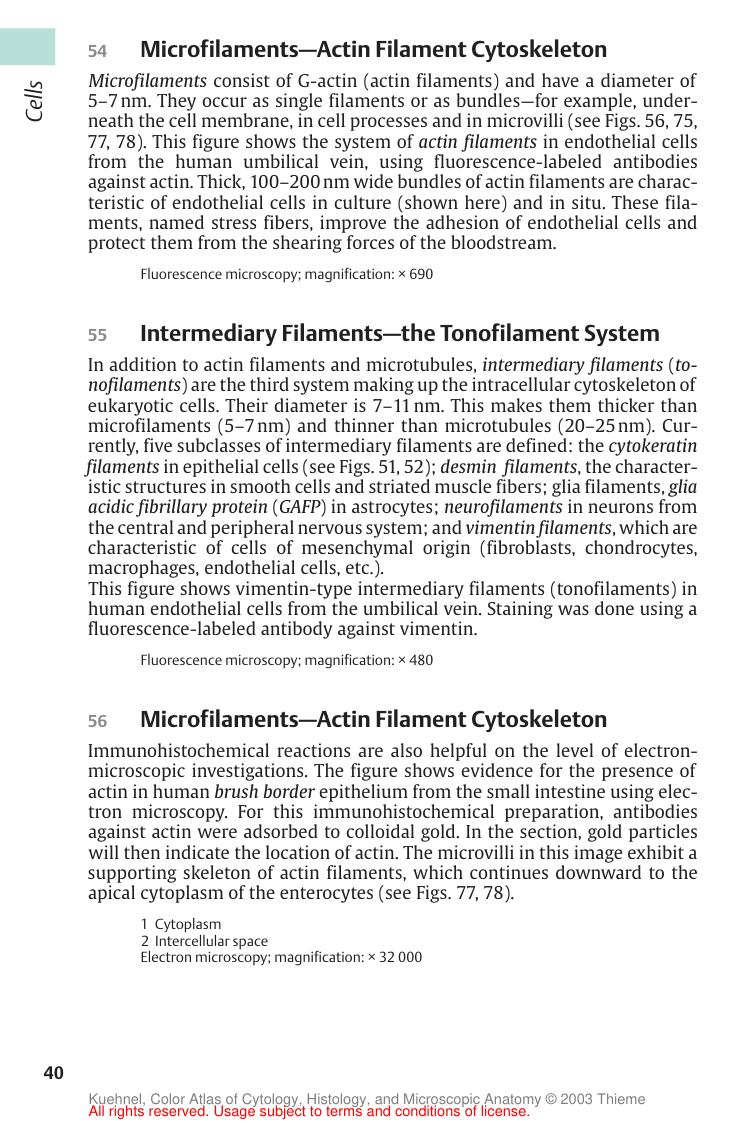 Cells
54 Microfilaments—Actin Filament Cytoskeleton
Microfilaments consist of G-actin (actin filaments) and have a diameter of
5–7 nm. They occur as single filaments or as bundles—for example, under-
neath the cell membrane, in cell processes and in microvilli (see Figs. 56, 75,
77, 78). This figure shows the system of actin filaments in endothelial cells
from the human umbilical vein, using fluorescence-labeled antibodies
against actin. Thick, 100–200 nm wide bundles of actin filaments are charac-
teristic of endothelial cells in culture (shown here) and in situ. These fila-
ments, named stress fibers, improve the adhesion of endothelial cells and
protect them from the shearing forces of the bloodstream.
Fluorescence microscopy; magnification: × 690
55 Intermediary Filaments—the Tonofilament System
In addition to actin filaments and microtubules, intermediary filaments (to-
nofilaments) are the third system making up the intracellular cytoskeleton of
eukaryotic cells. Their diameter is 7–11 nm. This makes them thicker than
microfilaments (5–7 nm) and thinner than microtubules (20–25 nm). Cur-
rently, five subclasses of intermediary filaments are defined: the cytokeratin
filaments in epithelial cells (see Figs. 51, 52); desmin filaments, the character-
istic structures in smooth cells and striated muscle fibers; glia filaments, glia
acidic fibrillary protein (GAFP) in astrocytes; neurofilaments in neurons from
the central and peripheral nervous system; and vimentin filaments, which are
characteristic of cells of mesenchymal origin (fibroblasts, chondrocytes,
macrophages, endothelial cells, etc.).
This figure shows vimentin-type intermediary filaments (tonofilaments) in
human endothelial cells from the umbilical vein. Staining was done using a
fluorescence-labeled antibody against vimentin.
Fluorescence microscopy; magnification: × 480
56 Microfilaments—Actin Filament Cytoskeleton
Immunohistochemical reactions are also helpful on the level of electron-
microscopic investigations. The figure shows evidence for the presence of
actin in human brush border epithelium from the small intestine using elec-
tron microscopy. For this immunohistochemical preparation, antibodies
against actin were adsorbed to colloidal gold. In the section, gold particles
will then indicate the location of actin. The microvilli in this image exhibit a
supporting skeleton of actin filaments, which continues downward to the
apical cytoplasm of the enterocytes (see Figs. 77, 78).
1 Cytoplasm
2 Intercellular space
Electron microscopy; magnification: × 32 000
40
Kuehnel, Color Atlas of Cytology, Histology, and Microscopic Anatomy © 2003 Thieme
All rights reserved. Usage subject to terms and conditions of license.